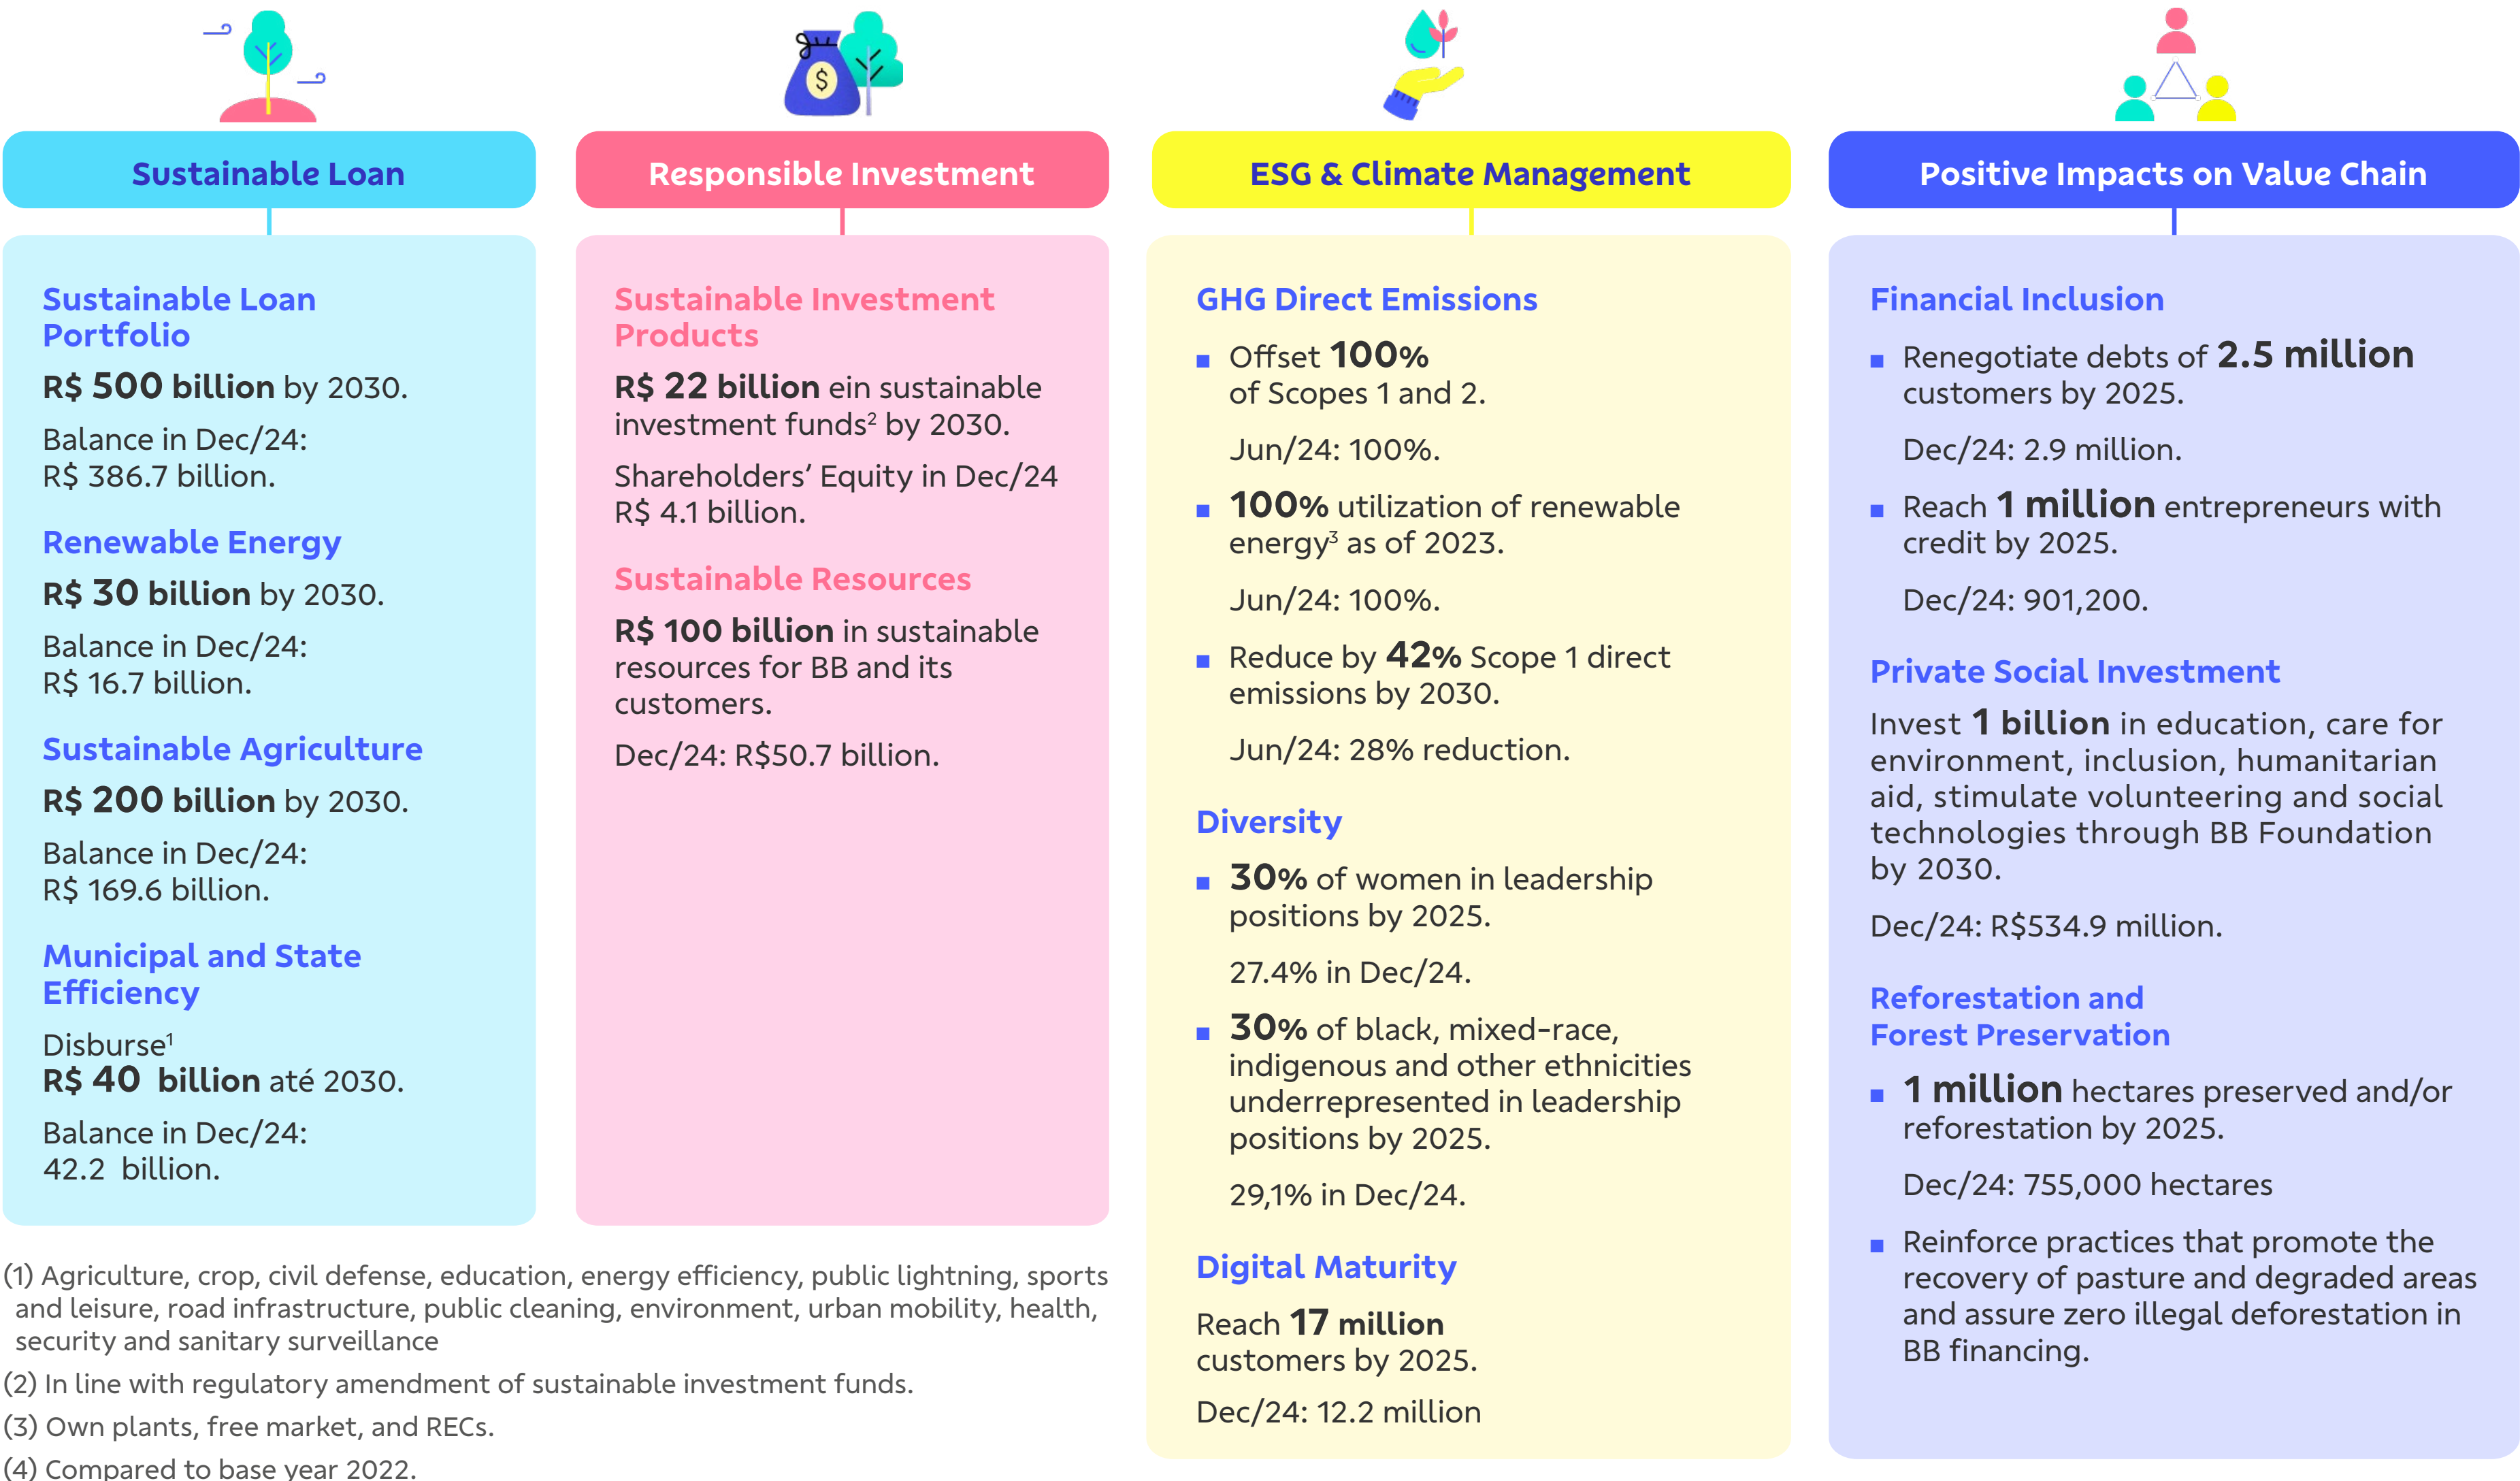 Sustainable Loan
Sustainable Loan
Portfolio
R$ 500 billion by 2030.
Balance in Dec/24:
R$ 386.7 billion.
Renewable Energy
R$ 30 billion by 2030.
Balance in Dec/24:
R$ 16.7 billion.
Sustainable Agriculture
R$ 200 billion by 2030.
Balance in Dec/24:
R$ 169.6 billion.
Municipal and State
Efficiency
Disburse¹
R$ 40 billion até 2030.
Balance in Dec/24:
42.2 billion.
$
Responsible Investment
Sustainable Investment
Products
R$ 22 billion ein sustainable
investment funds² by 2030.
Shareholders’ Equity in Dec/24
R$ 4.1 billion.
Sustainable Resources
R$ 100 billion in sustainable
resources for BB and its
customers.
Dec/24: R$50.7 billion.
ESG & Climate Management
GHG Direct Emissions
Offset 100%
of Scopes 1 and 2.
Jun/24: 100%.
100% utilization of renewable
energy³ as of 2023.
Jun/24: 100%.
Reduce by 42% Scope 1 direct
emissions by 2030.
Jun/24: 28% reduction.
Diversity
30% of women in leadership
positions by 2025.
27.4% in Dec/24.
30% of black, mixed-race,
indigenous and other ethnicities
underrepresented in leadership
positions by 2025.
29,1% in Dec/24.
Digital Maturity
Reach 17 million
customers by 2025.
Dec/24: 12.2 million
Positive Impacts on Value Chain
Financial Inclusion
Renegotiate debts of 2.5 million
customers by 2025.
Dec/24: 2.9 million.
Reach 1 million entrepreneurs with
credit by 2025.
Dec/24: 901,200.
Private Social Investment
Invest 1 billion in education, care for
environment, inclusion, humanitarian
aid, stimulate volunteering and social
technologies through BB Foundation
by 2030.
Dec/24: R$534.9 million.
Reforestation and
Forest Preservation
1 million hectares preserved and/or
reforestation by 2025.
Dec/24: 755,000 hectares
Reinforce practices that promote the
recovery of pasture and degraded areas
and assure zero illegal deforestation in
BB financing.
(1) Agriculture, crop, civil defense, education, energy efficiency, public lightning, sports
and leisure, road infrastructure, public cleaning, environment, urban mobility, health,
security and sanitary surveillance
(2) In line with regulatory amendment of sustainable investment funds.
(3) Own plants, free market, and RECs.
(4) Compared to base year 2022.